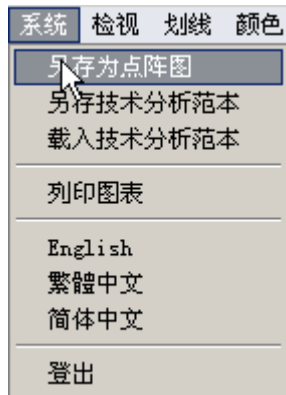 系统 检视 划线 颜色
另存为点阵图
另存技术分析范本
载入技术分析范本
列印图表
English
繁體中文
简体中文
登出